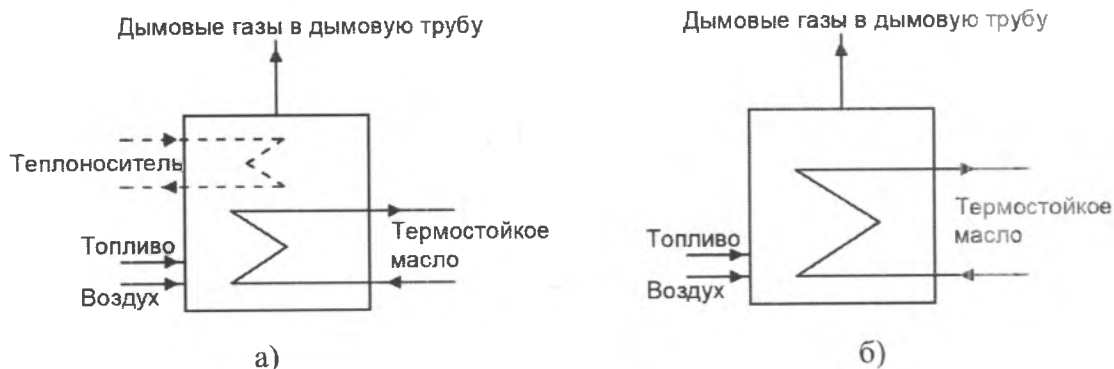 Дымовые газы в дымовую трубу
Теплоноситель
Топливо
Воздух
Термостойкое
масло
а)
Дымовые газы в дымовую трубу
Топливо
Воздух
Термостойкое
масло
б)